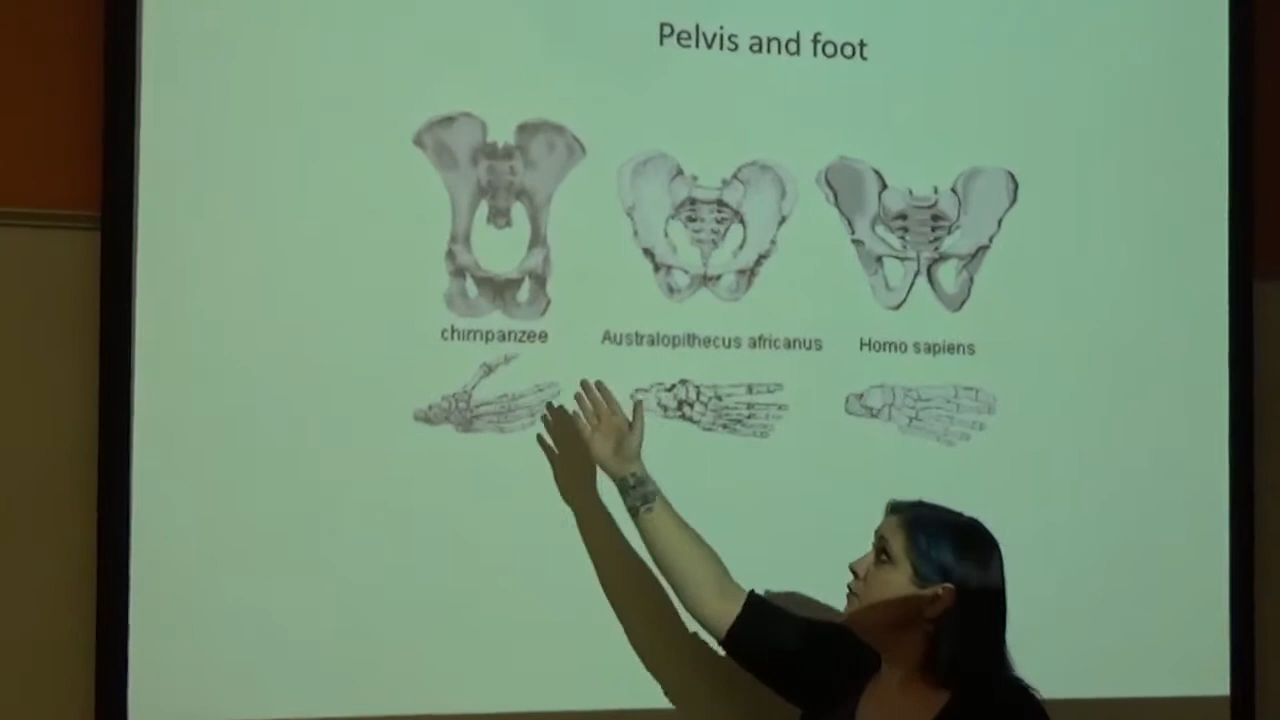 Pelvis and foot
chimpanzee
Australopithecus africanus
Homo sapiens